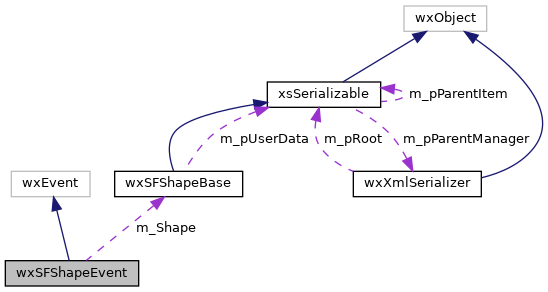 wxObject
xsSerializable
m_pParentItem
m_pUserData
m_pRoot
m_pParentManager
wxEvent
wxSFShapeBase
wxXmlSerializer
m_Shape
wxSFShapeEvent